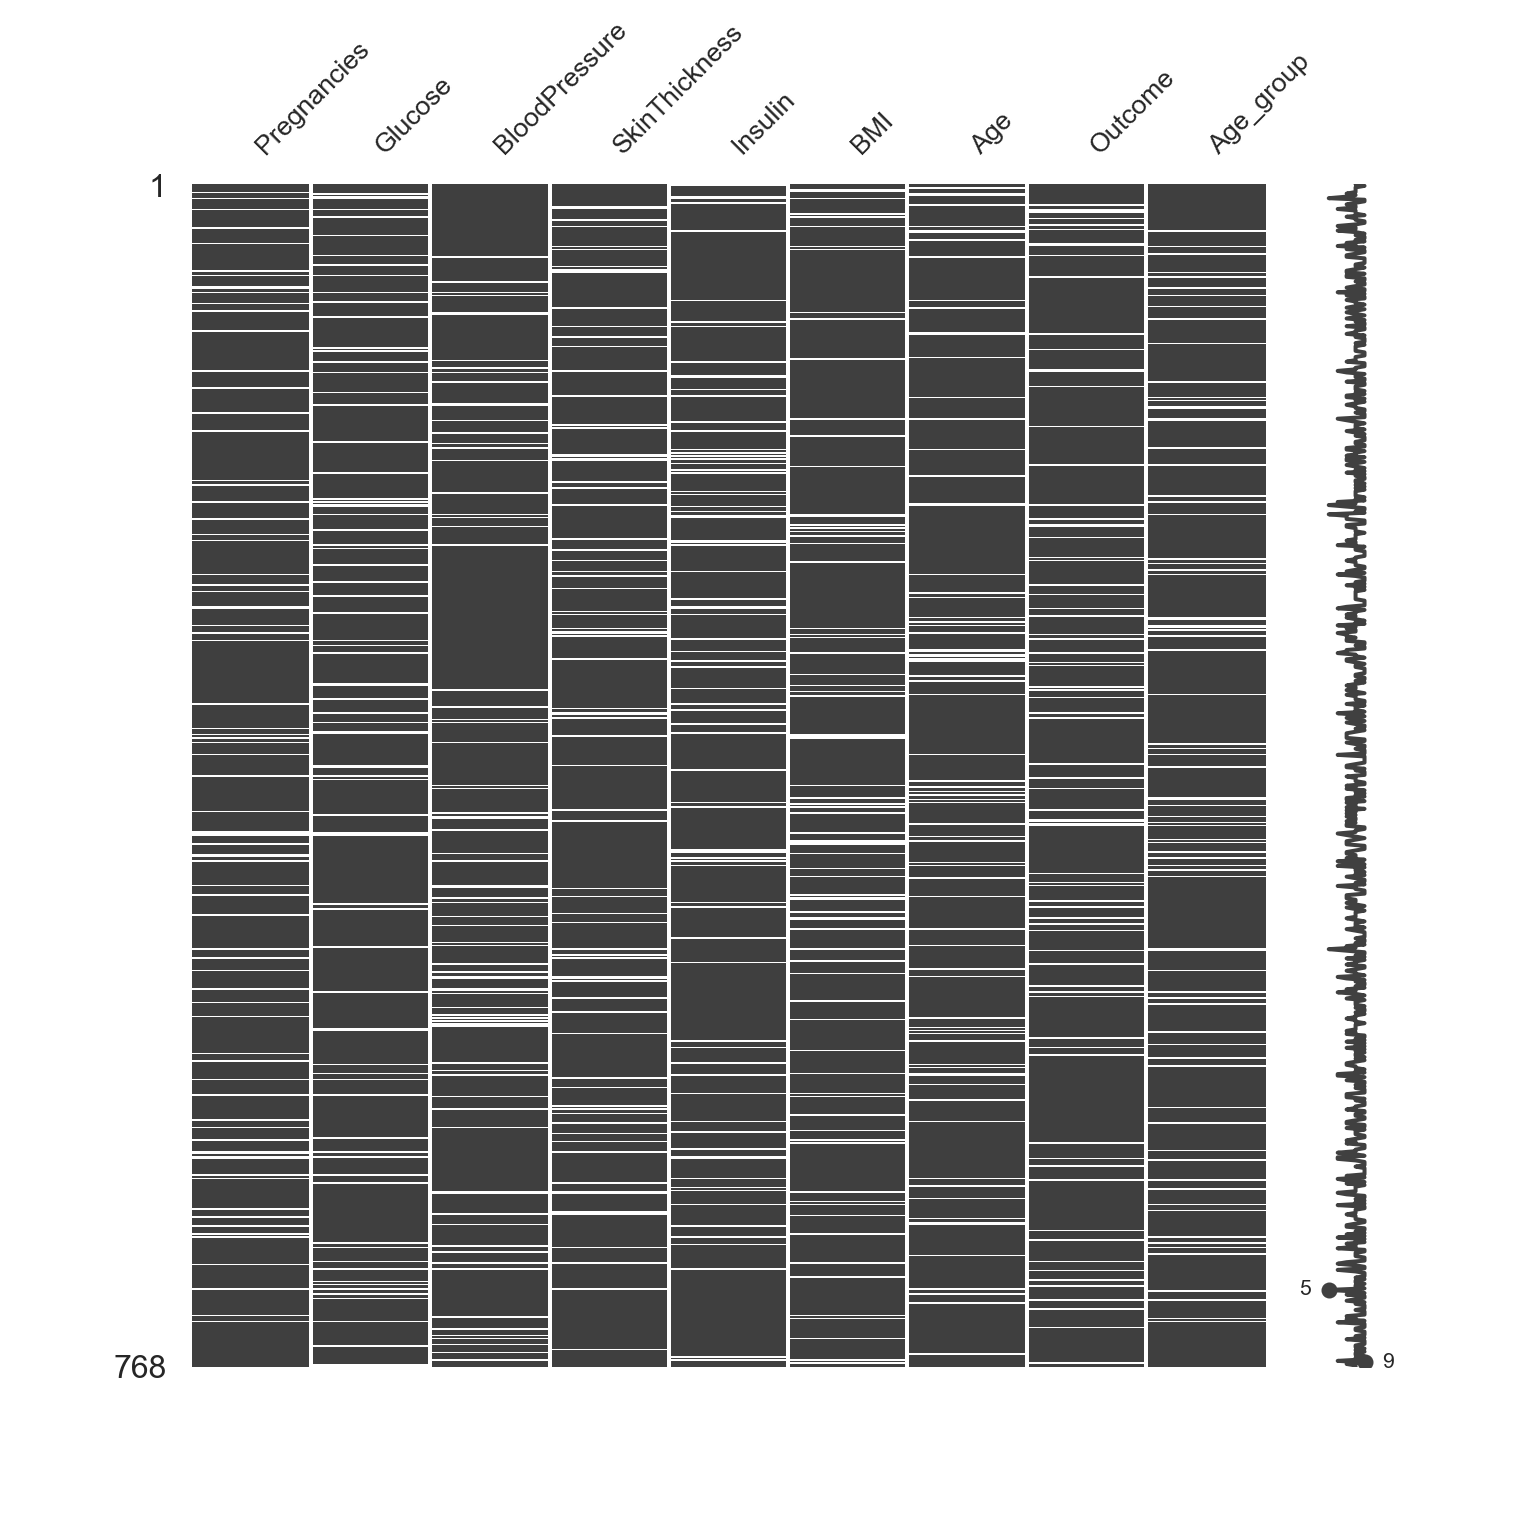 Pregnancies
Glucose
BloodPressure
SkinThickness
Insulin
BMI
Age
Outcome
Age_group
1
768
5
9